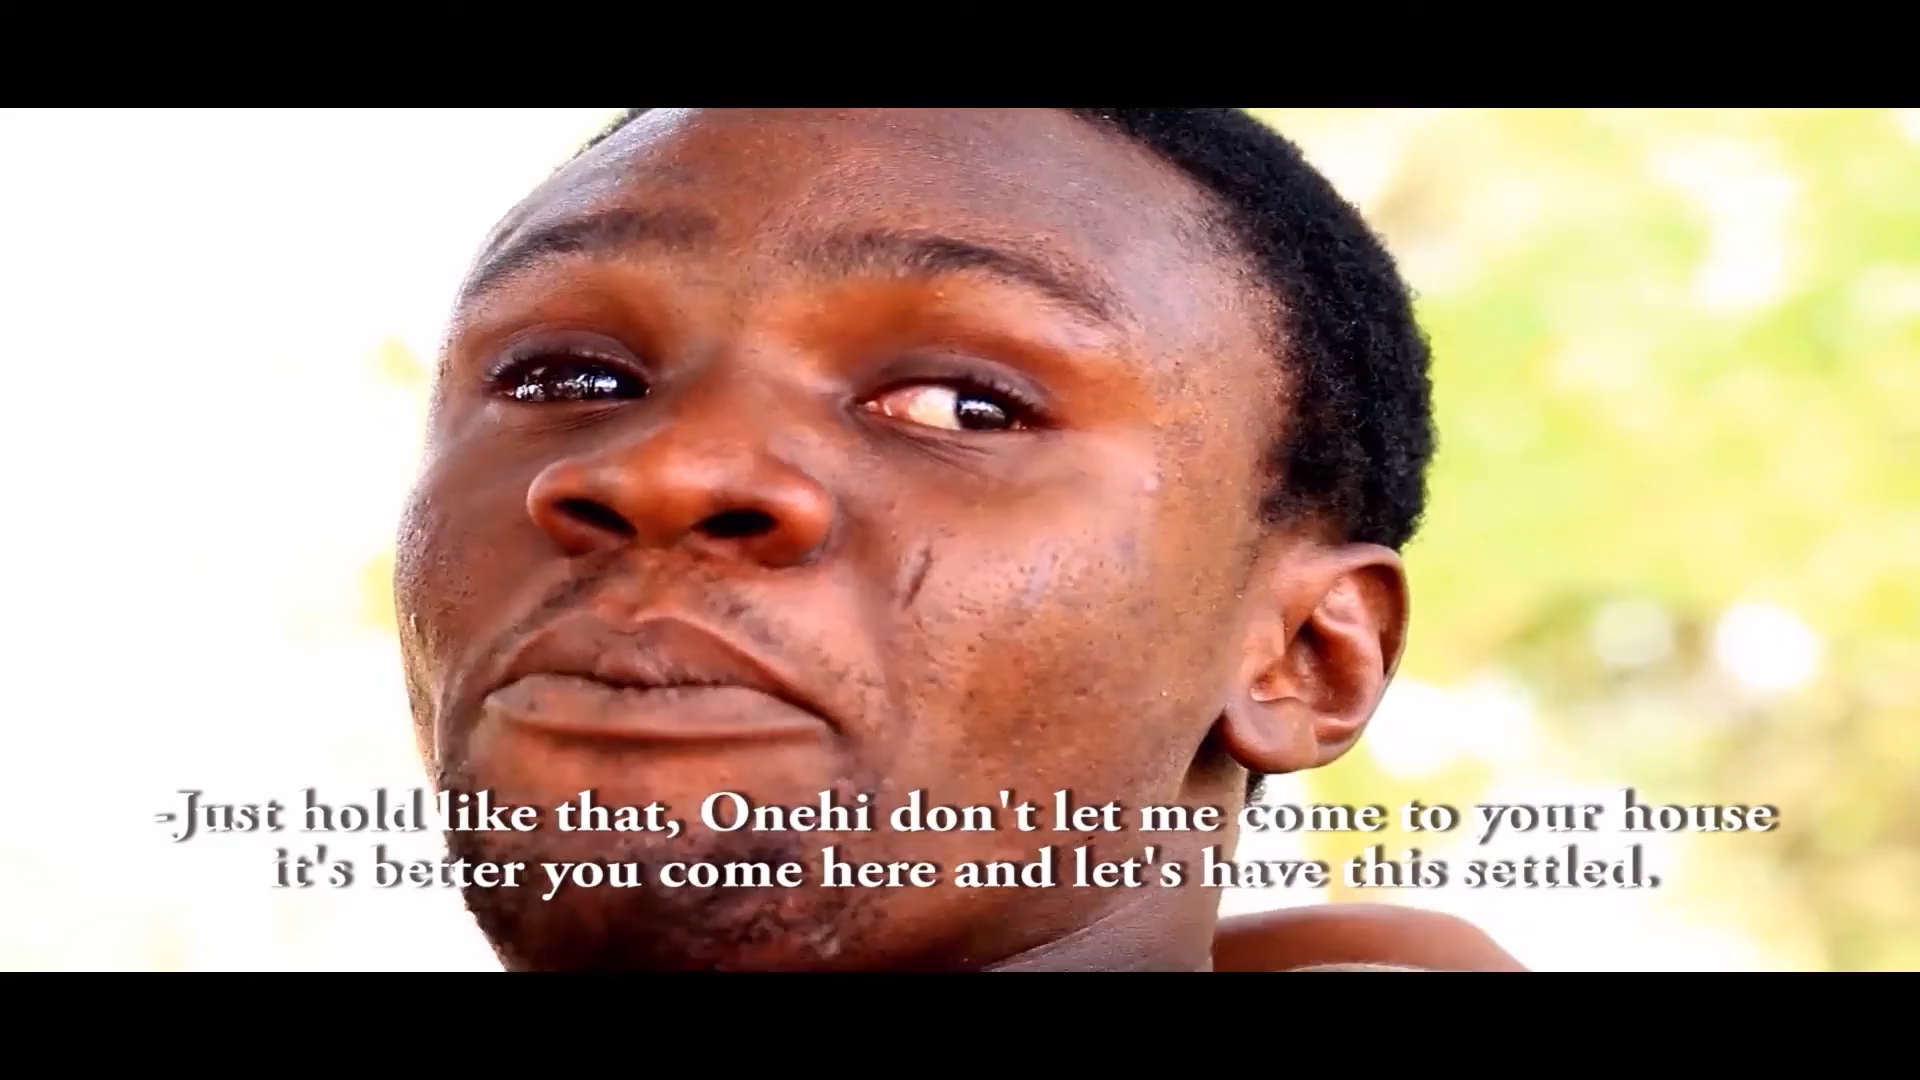 -Just hold like that, Onehi don't let me come to your house
it's better you come here and let's have this settled.